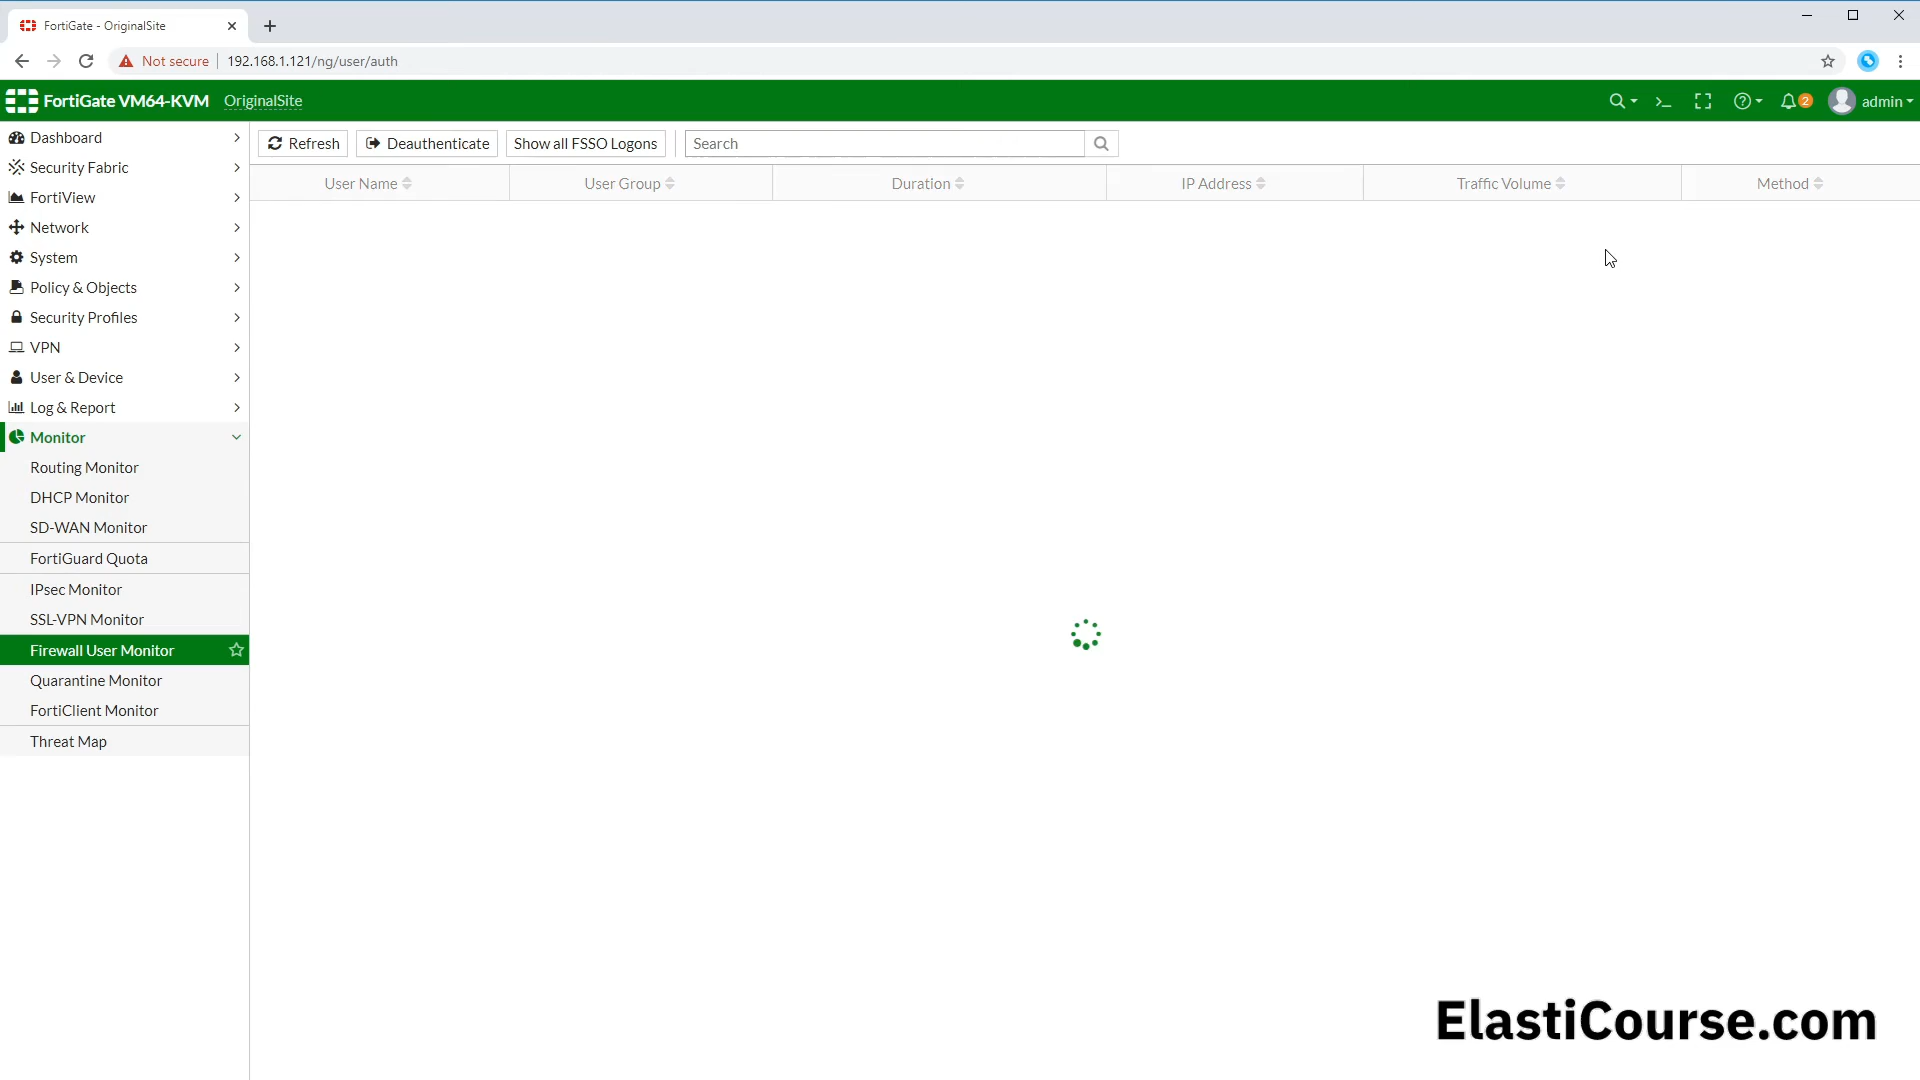 FortiGate - OriginalSite
Not secure 192.168.1.121/ng/user/auth
FortiGate VM64-KVM OriginalSite 2 admin
Dashboard
Security Fabric
FortiView
Network
System
Policy & Objects
Security Profiles
VPN
User & Device
Log & Report
Monitor
Routing Monitor
DHCP Monitor
SD-WAN Monitor
FortiGuard Quota
IPsec Monitor
SSL-VPN Monitor
Firewall User Monitor
Quarantine Monitor
FortiClient Monitor
Threat Map
Refresh Deauthenticate Show all FSSO Logons Search
User Name User Group Duration IP Address Traffic Volume Method
ElastiCourse.com